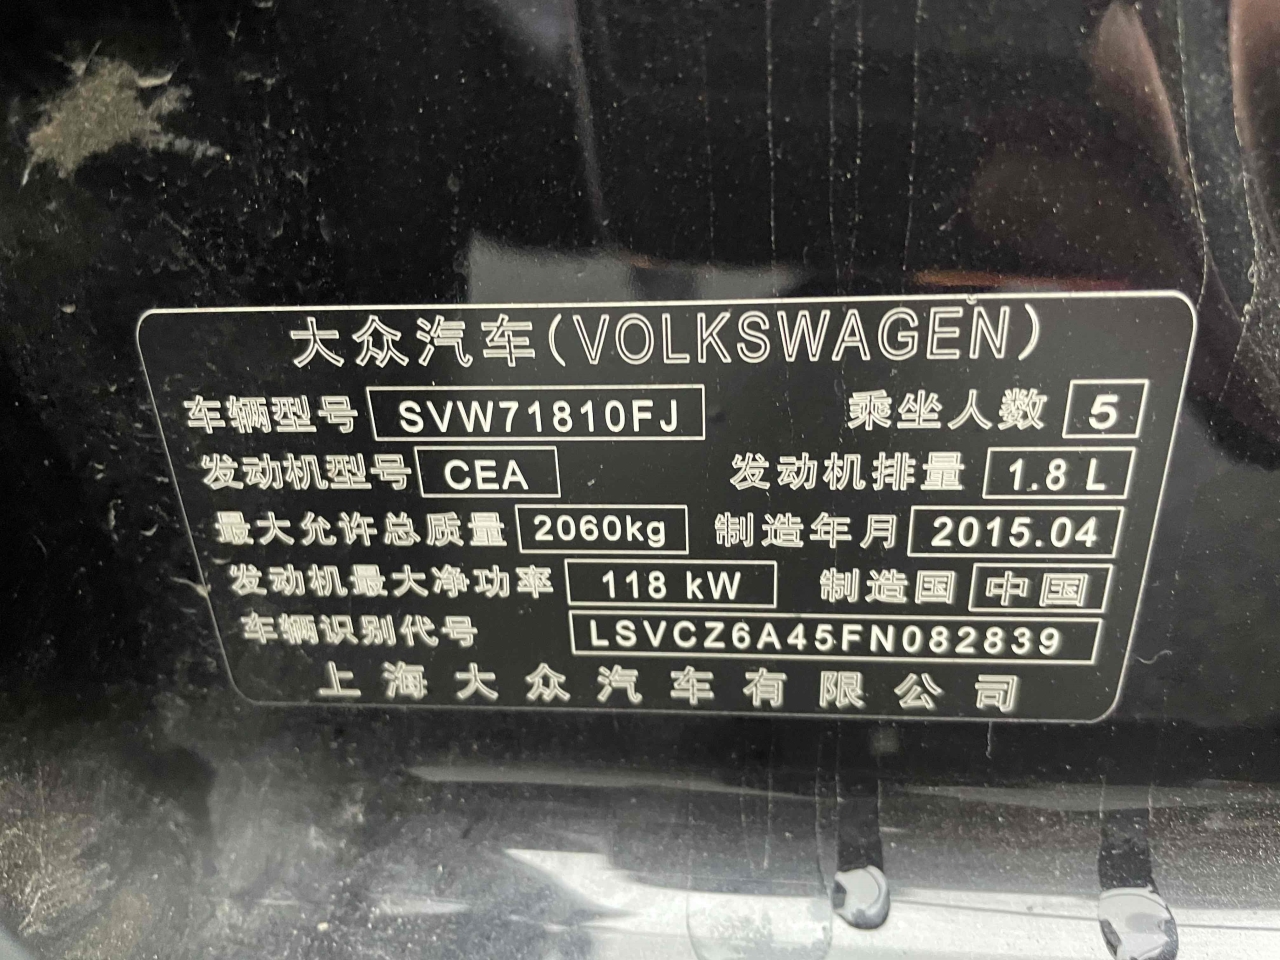 大众汽车(VOLKSWAGEN)
车辆型号 SVW71810FJ 乘坐人数 5
发动机型号 CEA 发动机排量 1.8 L
最大允许总质量 2060kg 制造年月 2015.04
发动机最大净功率 118 kW 制造国 中国
车辆识别代号 LSVCZ6A45FN082839
上海大众汽车有限公司